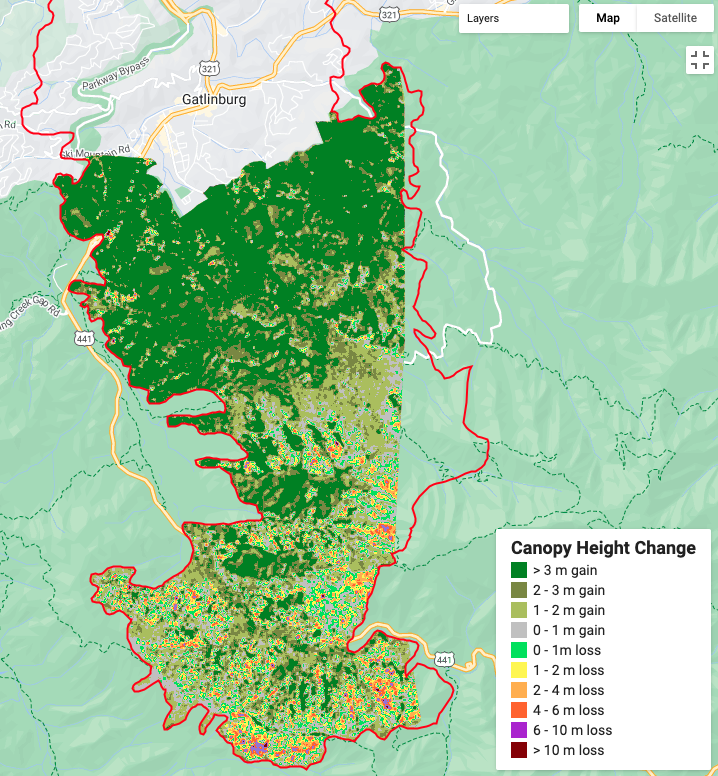 321
Layers
Map
Satellite
Parkway Bypass
321
Gatlinburg
Rd
Ski Mountain Rd
ing Creek Gap Rd
441
Canopy Height Change
> 3 m gain
2 - 3 m gain
1 - 2 m gain
0 - 1 m gain
0 - 1m loss
1 - 2 m loss
2 - 4 m loss
4 - 6 m loss
6 - 10 m loss
> 10 m loss
441